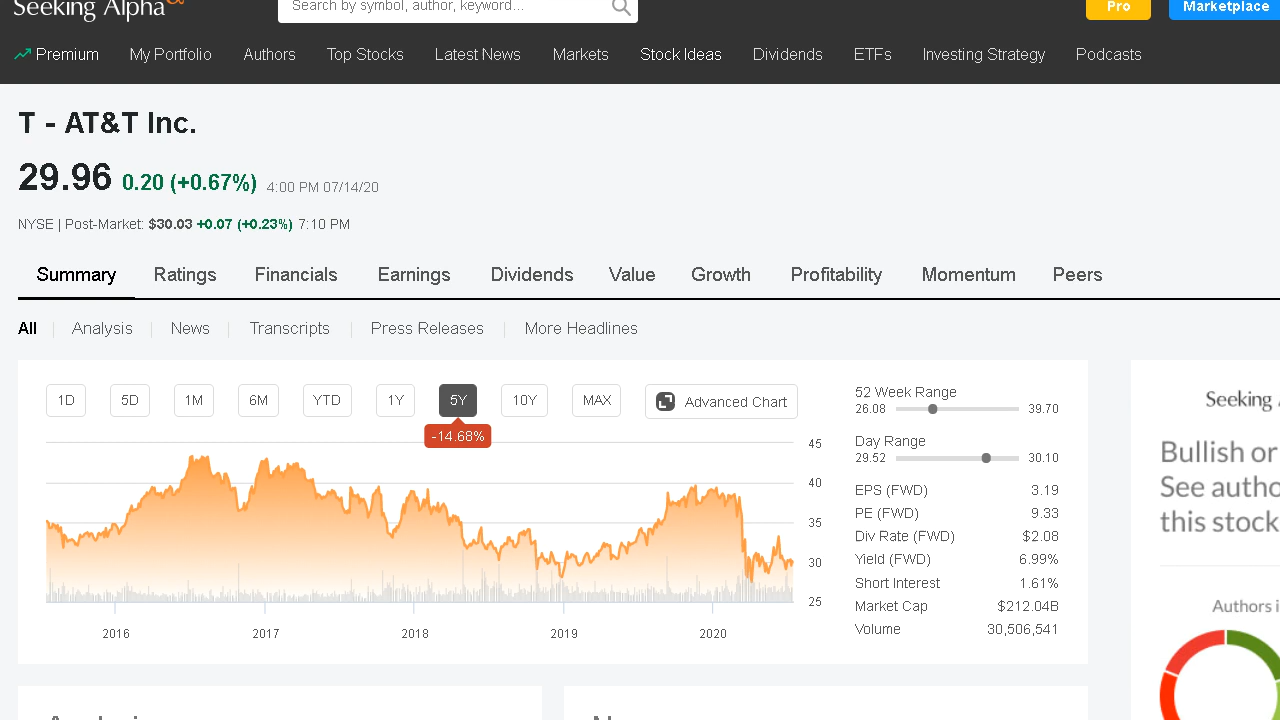 Seeking Alpha α
Search by symbol, author, keyword...
Pro
Marketplace
Premium My Portfolio Authors Top Stocks Latest News Markets Stock Ideas Dividends ETFs Investing Strategy Podcasts
T - AT&T Inc.
29.96 0.20 (+0.67%) 4:00 PM 07/14/20
NYSE | Post-Market: $30.03 +0.07 (+0.23%) 7:10 PM
Summary Ratings Financials Earnings Dividends Value Growth Profitability Momentum Peers
All Analysis News Transcripts Press Releases More Headlines
1D 5D 1M 6M YTD 1Y 5Y 10Y MAX Advanced Chart
-14.68%
45
40
35
30
25
2016 2017 2018 2019 2020
52 Week Range
26.08 39.70
Day Range
29.52 30.10
EPS (FWD) 3.19
PE (FWD) 9.33
Div Rate (FWD) $2.08
Yield (FWD) 6.99%
Short Interest 1.61%
Market Cap $212.04B
Volume 30,506,541
Seeking
Bullish or
See autho
this stock
Authors i